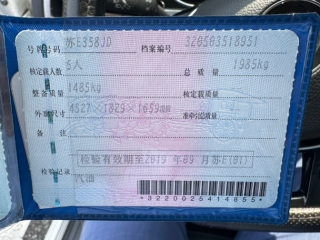 号牌号码 苏E358JD 档案编号 320503518951
核定载人数 5人 总质量 1985kg
整备质量 1485kg 核定载质量
外廓尺寸 4527×1829×1659mm 准牵引总质量
备注
检验有效期至2019年09月苏E(01)
检验记录 汽油
*3220025414855*